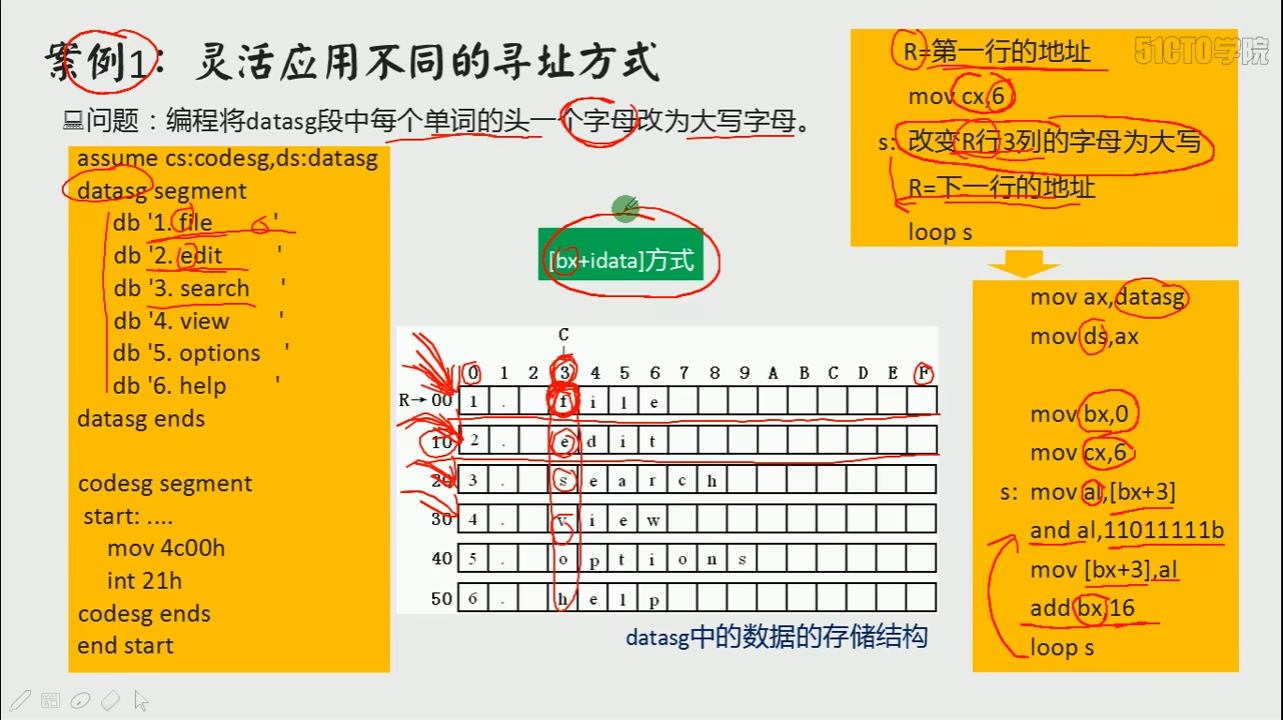 案例1：灵活应用不同的寻址方式
51CTO学院
问题：编程将datasg段中每个单词的头一个字母改为大写字母。
assume cs:codesg,ds:datasg
datasg segment
db '1. file '
db '2. edit '
db '3. search '
db '4. view '
db '5. options '
db '6. help '
datasg ends
codesg segment
start: ....
mov 4c00h
int 21h
codesg ends
end start
[bx+idata]方式
R=第一行的地址
mov cx,6
s: 改变R行3列的字母为大写
R=下一行的地址
loop s
C
0 1 2 3 4 5 6 7 8 9 A B C D E F
R→00 1 . f i l e
10 2 . e d i t
20 3 . s e a r c h
30 4 . v i e w
40 5 . o p t i o n s
50 6 . h e l p
datasg中的数据的存储结构
mov ax,datasg
mov ds,ax
mov bx,0
mov cx,6
s: mov al,[bx+3]
and al,11011111b
mov [bx+3],al
add bx,16
loop s